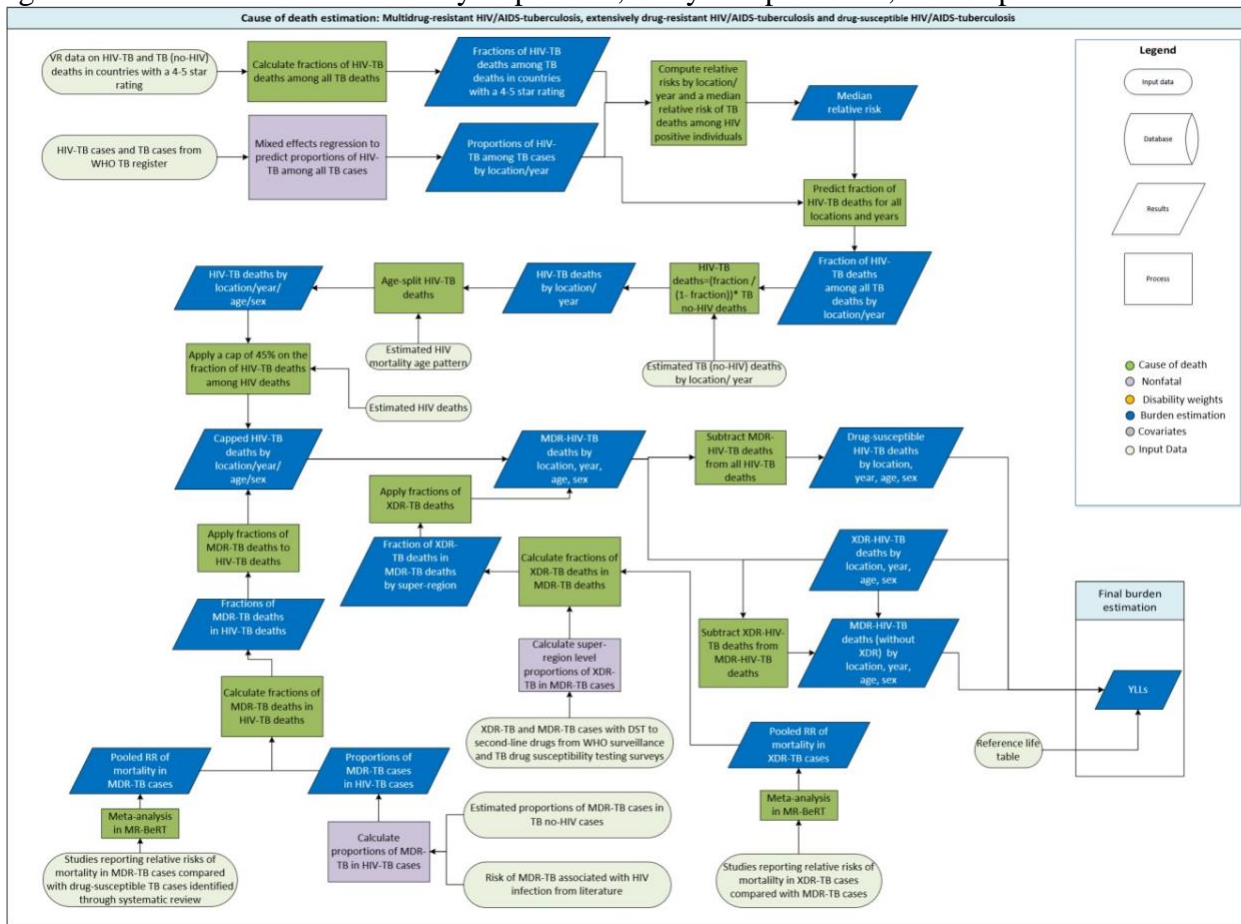 Cause of death estimation: Multidrug-resistant HIV/AIDS-tuberculosis, extensively drug-resistant HIV/AIDS-tuberculosis and drug-susceptible HIV/AIDS-tuberculosis
VR data on HIV-TB and TB (no-HIV)
deaths in countries with a 4-5 star
rating
Calculate fractions of HIV-TB
deaths among all TB deaths
Fractions of HIV-TB
deaths among TB
deaths in countries
with a 4-5 star rating
Compute relative
risks by location/
year and a median
relative risk of TB
deaths among HIV
positive individuals
Median
relative risk
HIV-TB cases and TB cases from
WHO TB register
Mixed effects regression to
predict proportions of HIV-
TB among all TB cases
Proportions of HIV-
TB among TB cases
by location/year
Predict fraction of
HIV-TB deaths for all
locations and years
HIV-TB deaths by
location/year/
age/sex
Age-split HIV-TB
deaths
HIV-TB deaths
by location/
year
HIV-TB
deaths=(fraction /
(1- fraction))* TB
no-HIV deaths
Fraction of HIV-
TB deaths
among all TB
deaths by
location/year
Estimated HIV
mortality age pattern
Estimated TB (no-HIV) deaths
by location/ year
Apply a cap of 45% on the
fraction of HIV-TB deaths
among HIV deaths
Estimated HIV deaths
Capped HIV-TB
deaths by
location/year/
age/sex
MDR-HIV-TB
deaths by
location, year,
age, sex
Subtract MDR-
HIV-TB deaths
from all HIV-TB
deaths
Drug-susceptible
HIV-TB deaths
by location,
year, age, sex
Apply fractions of
XDR-TB deaths
Apply fractions of
MDR-TB deaths to
HIV-TB deaths
Fraction of XDR-
TB deaths in
MDR-TB deaths
by super-region
Calculate fractions of
XDR-TB deaths in
MDR-TB deaths
XDR-HIV-TB
deaths by
location, year,
age, sex
Fractions of
MDR-TB deaths
in HIV-TB deaths
Calculate super-
region level
proportions of XDR-
TB in MDR-TB cases
Subtract XDR-HIV-
TB deaths from
MDR-HIV-TB
deaths
MDR-HIV-TB
deaths (without
XDR) by
location, year,
age, sex
Final burden
estimation
YLLs
Calculate fractions of
MDR-TB deaths in
HIV-TB deaths
XDR-TB and MDR-TB cases with DST to
second-line drugs from WHO surveillance
and TB drug susceptibility testing surveys
Reference life
table
Pooled RR of
mortality in
MDR-TB cases
Proportions of
MDR-TB cases
in HIV-TB cases
Pooled RR of
mortality in
XDR-TB cases
Meta-analysis
in MR-BeRT
Estimated proportions of MDR-TB cases in
TB no-HIV cases
Meta-analysis
in MR-BeRT
Calculate
proportions of MDR-
TB in HIV-TB cases
Studies reporting relative risks of
mortality in MDR-TB cases compared
with drug-susceptible TB cases identified
through systematic review
Risk of MDR-TB associated with HIV
infection from literature
Studies reporting relative risks of
mortalilty in XDR-TB cases
compared with MDR-TB cases
Legend
Input data
Database
Results
Process
Cause of death
Nonfatal
Disability weights
Burden estimation
Covariates
Input Data